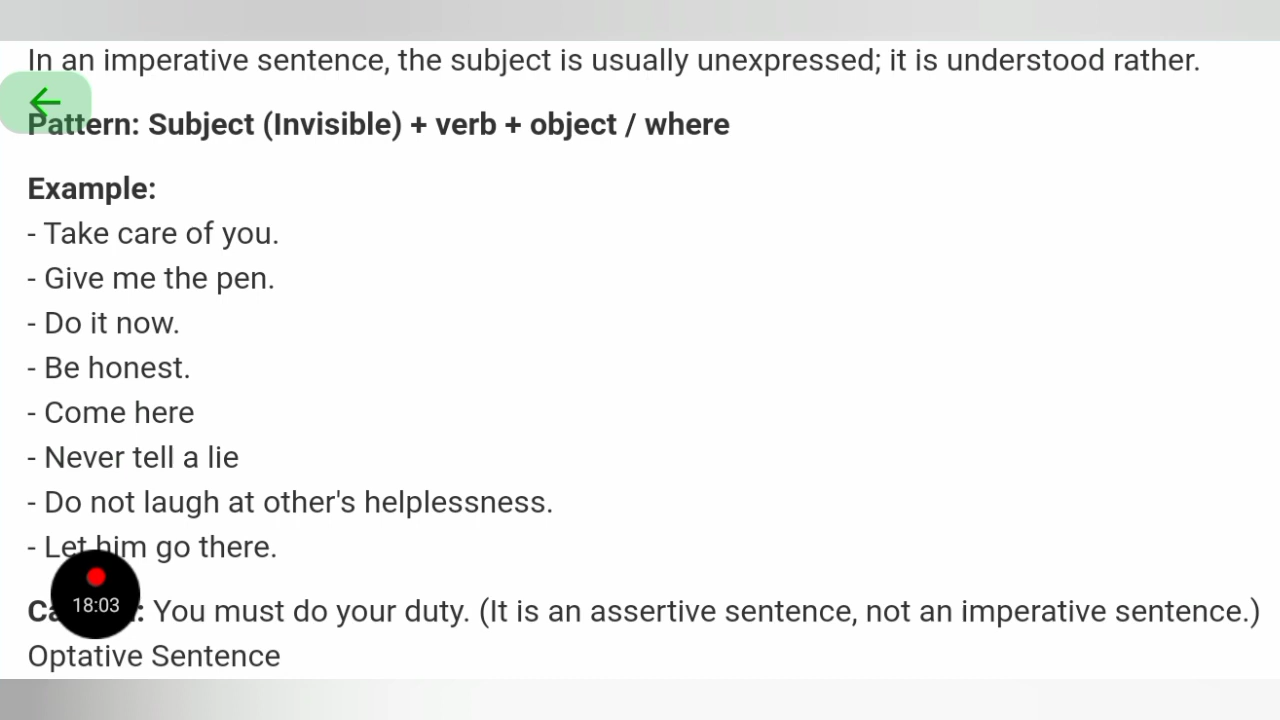 In an imperative sentence, the subject is usually unexpressed; it is understood rather.
Pattern: Subject (Invisible) + verb + object / where
Example:
- Take care of you.
- Give me the pen.
- Do it now.
- Be honest.
- Come here
- Never tell a lie
- Do not laugh at other's helplessness.
- Let him go there.
18:03
You must do your duty. (It is an assertive sentence, not an imperative sentence.)
Optative Sentence